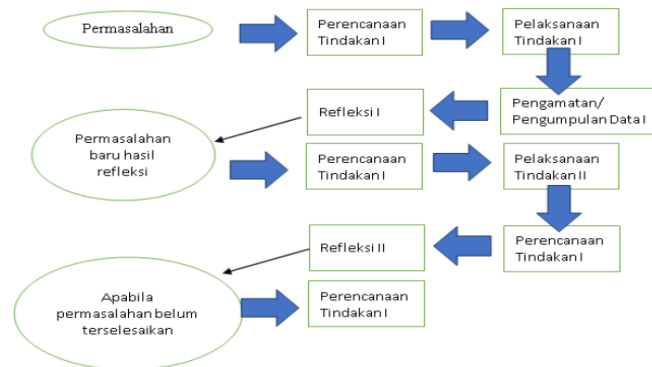 Permasalahan
Perencanaan
Tindakan I
Pelaksanaan
Tindakan I
Pengamatan/
Pengumpulan Data I
Refleksi I
Permasalahan
baru hasil
refleksi
Perencanaan
Tindakan I
Pelaksanaan
Tindakan II
Perencanaan
Tindakan I
Refleksi II
Apabila
permasalahan belum
terselesaikan
Perencanaan
Tindakan I